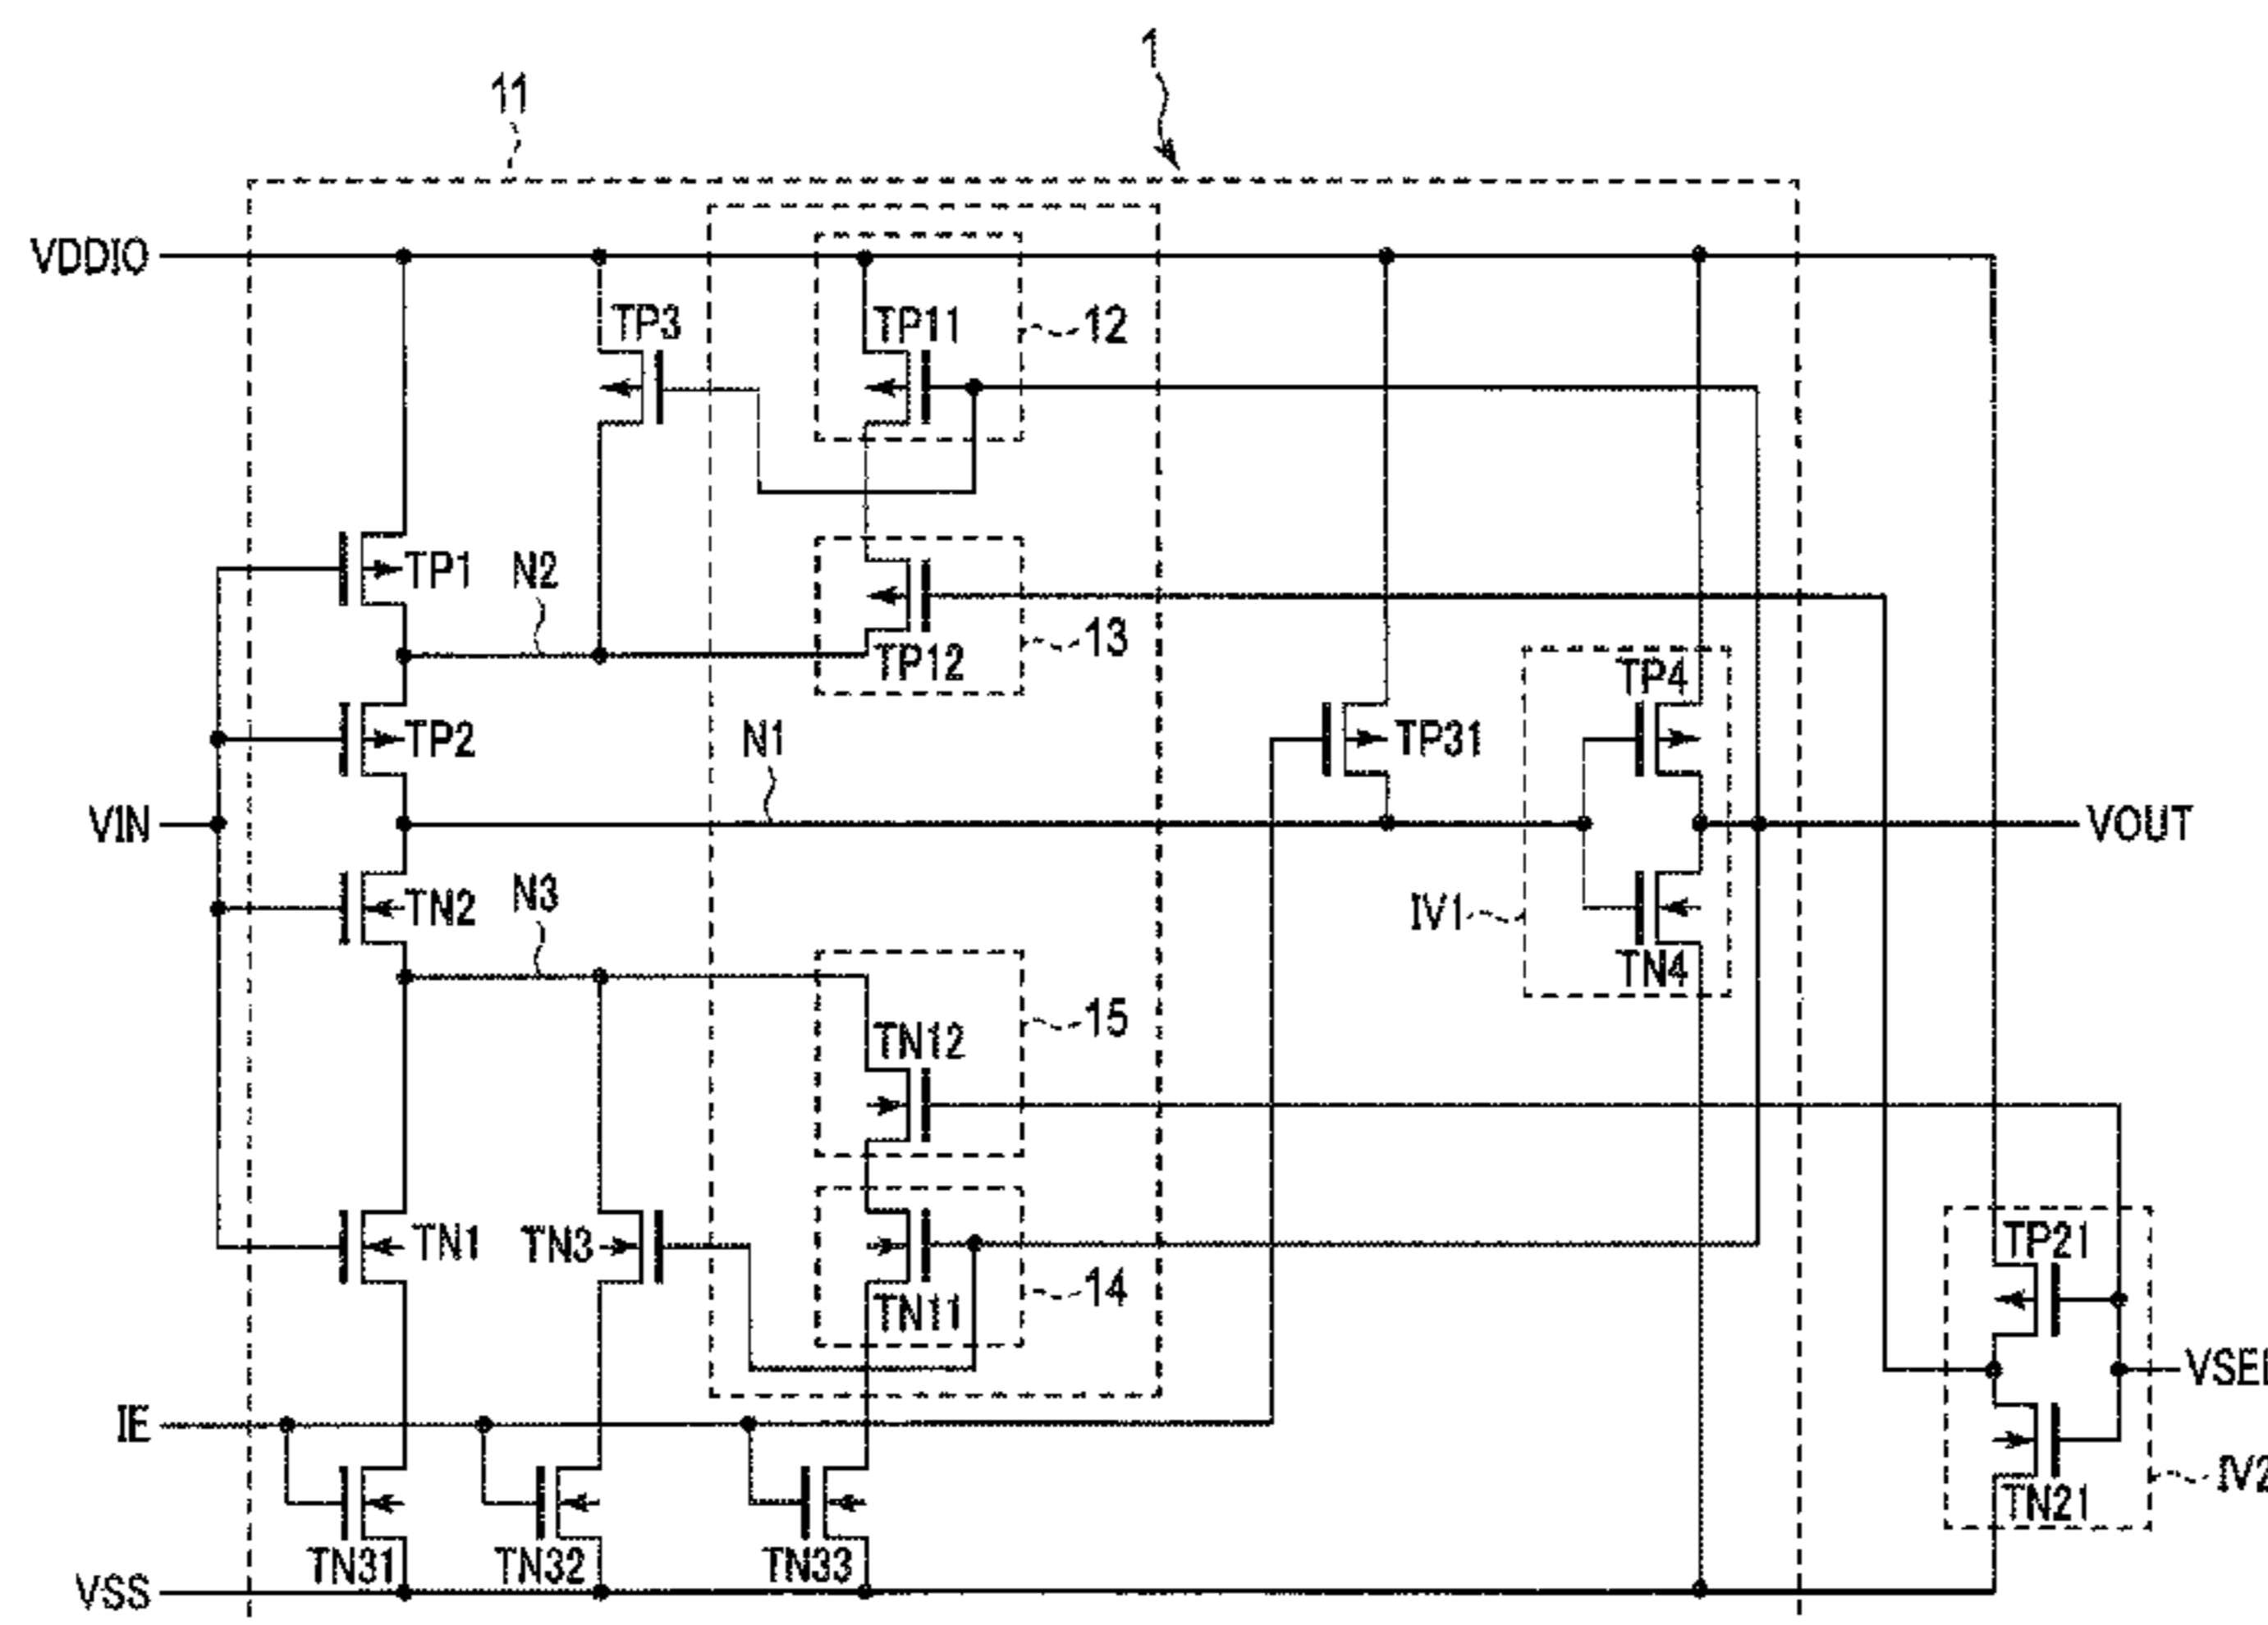 1
11
VDDIO
TP3
TP11
12
TP1
N2
13
TP12
TP4
TP2
N1
TP31
VIN
VOUT
TN2
N3
IV1
TN4
15
TN12
TP21
TN1
TN3
14
TN11
IE
IV2
TN21
TN31
TN32
TN33
VSS